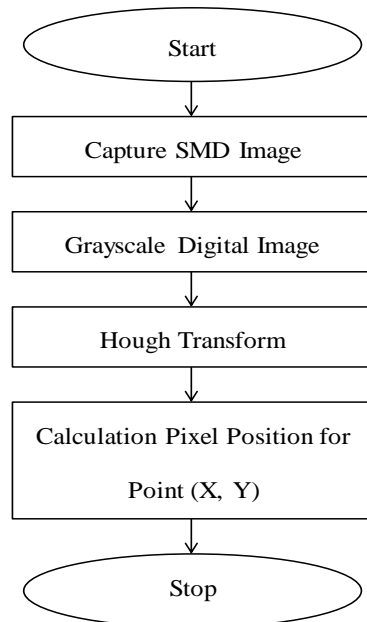 Start
Capture SMD Image
Grayscale Digital Image
Hough Transform
Calculation Pixel Position for
Point (X, Y)
Stop